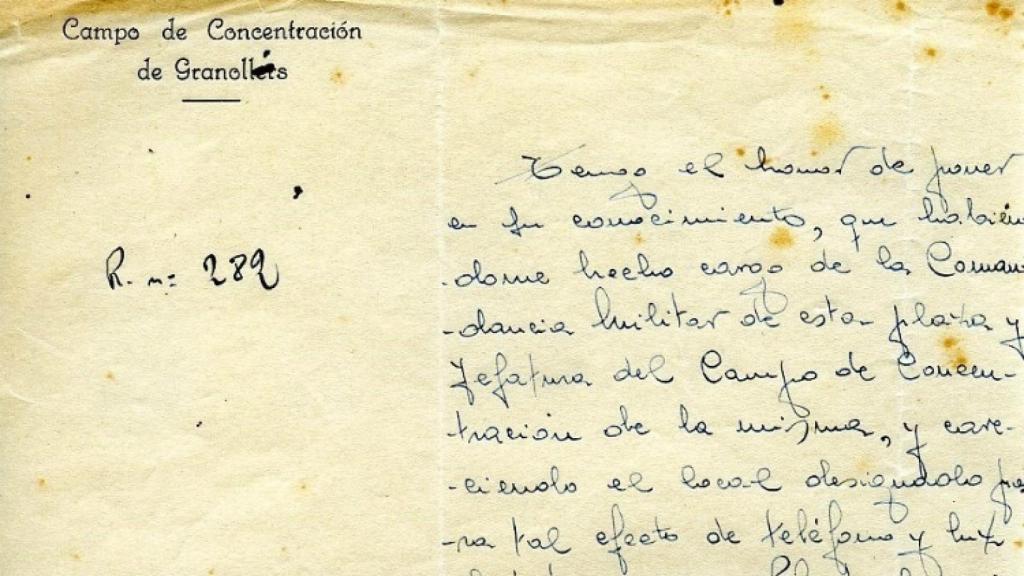 Campo de Concentración
de Granollers
R. n= 282
Tengo el honor de poner
en su conocimiento, que habien
-dome hecho cargo de la Coman
-dancia Militar de esta plaza y
Jefatura del Campo de Concen-
-tración de la misma, y care-
-ciendo el local designado pa
-ra tal efecto de teléfono y luz